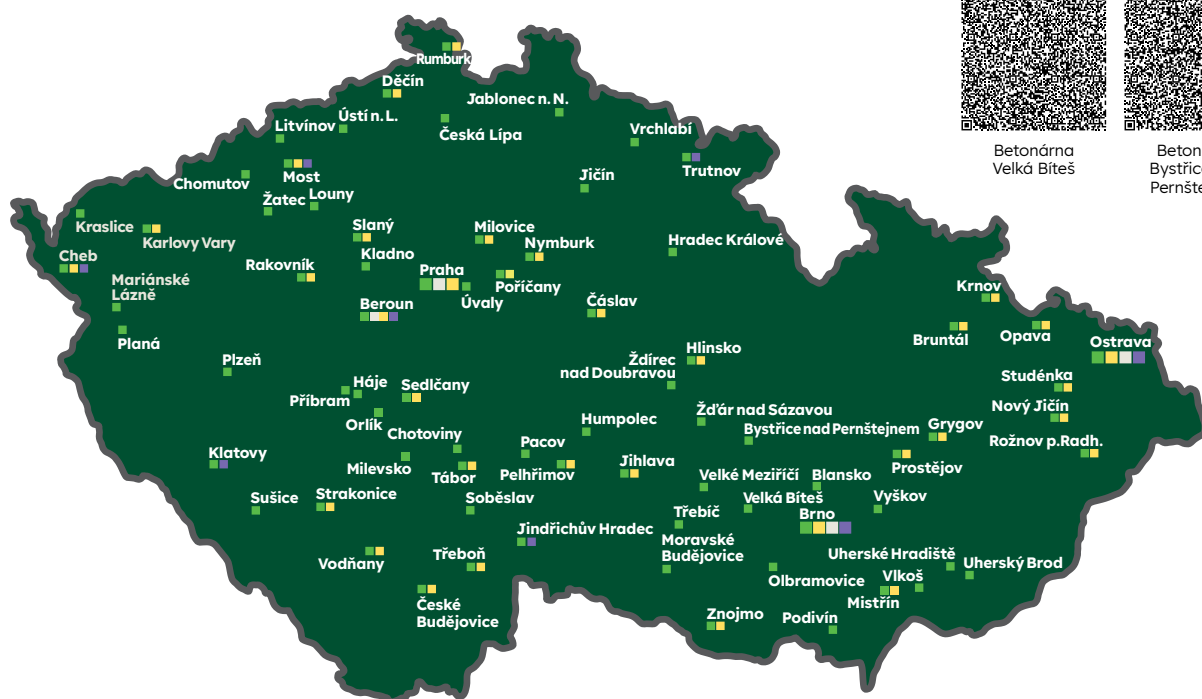 Rumburk
Děčín
Jablonec n. N.
Ústí n. L.
Litvínov
Česká Lípa
Vrchlabí
Trutnov
Most
Chomutov
Jičín
Žatec
Louny
Kraslice
Karlovy Vary
Slaný
Milovice
Nymburk
Hradec Králové
Cheb
Kladno
Rakovník
Praha
Poříčany
Úvaly
Mariánské
Lázně
Beroun
Čáslav
Krnov
Planá
Bruntál
Opava
Ostrava
Plzeň
Hlinsko
Ždírec
nad Doubravou
Studénka
Háje
Příbram
Sedlčany
Orlík
Humpolec
Žďár nad Sázavou
Bystřice nad Pernštejnem
Grygov
Nový Jičín
Rožnov p.Radh.
Chotoviny
Klatovy
Milevsko
Pacov
Pelhřimov
Jihlava
Prostějov
Tábor
Velké Meziříčí
Blansko
Sušice
Strakonice
Soběslav
Velká Bíteš
Vyškov
Brno
Třebíč
Jindřichův Hradec
Moravské
Budějovice
Vodňany
Třeboň
Uherské Hradiště
Uherský Brod
Olbramovice
Vlkoš
Mistřín
České
Budějovice
Znojmo
Podivín
Betonárna
Velká Bíteš
Beton
Bystřic
Pernšte